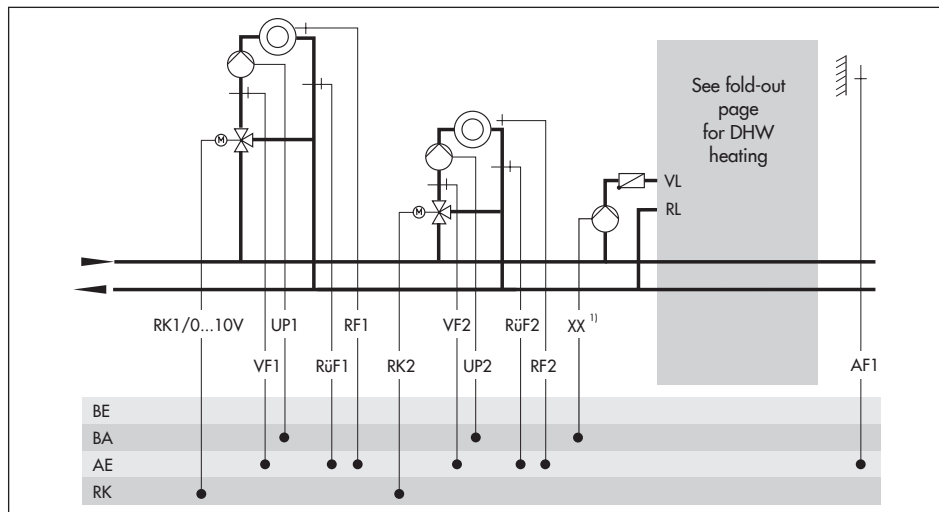 See fold-out
page
for DHW
heating
M
M
VL
RL
RK1/0...10V UP1 RF1 VF2 RüF2 XX 1)
VF1 RüF1 RK2 UP2 RF2 AF1
BE
BA
AE
RK